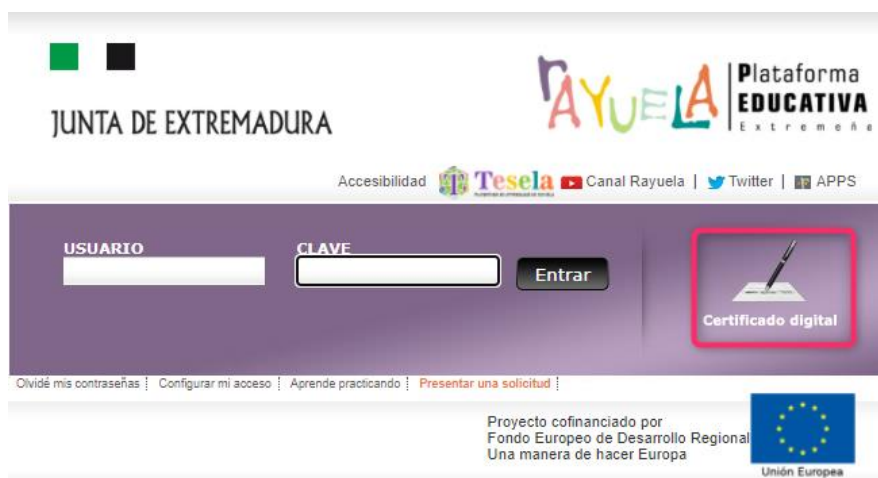 JUNTA DE EXTREMADURA
RAYUELA
Plataforma
EDUCATIVA
Extremeña
Accesibilidad Tesela Canal Rayuela | Twitter | APPS
USUARIO CLAVE
Entrar
Certificado digital
Olvidé mis contraseñas Configurar mi acceso Aprende practicando Presentar una solicitud
Proyecto cofinanciado por
Fondo Europeo de Desarrollo Regional
Una manera de hacer Europa
Unión Europea